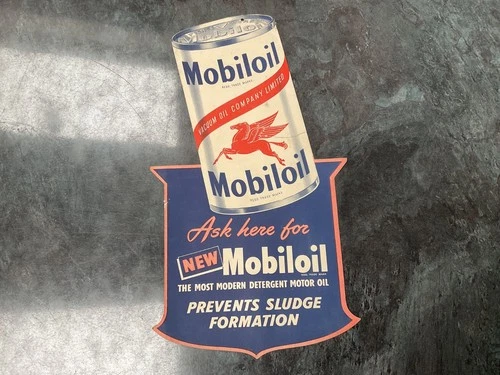 Mobiloil
Mobiloil
VACUUM OIL COMPANY LIMITED
Mobiloil
Ask here for
NEW Mobiloil
THE MOST MODERN DETERGENT MOTOR OIL
PREVENTS SLUDGE
FORMATION